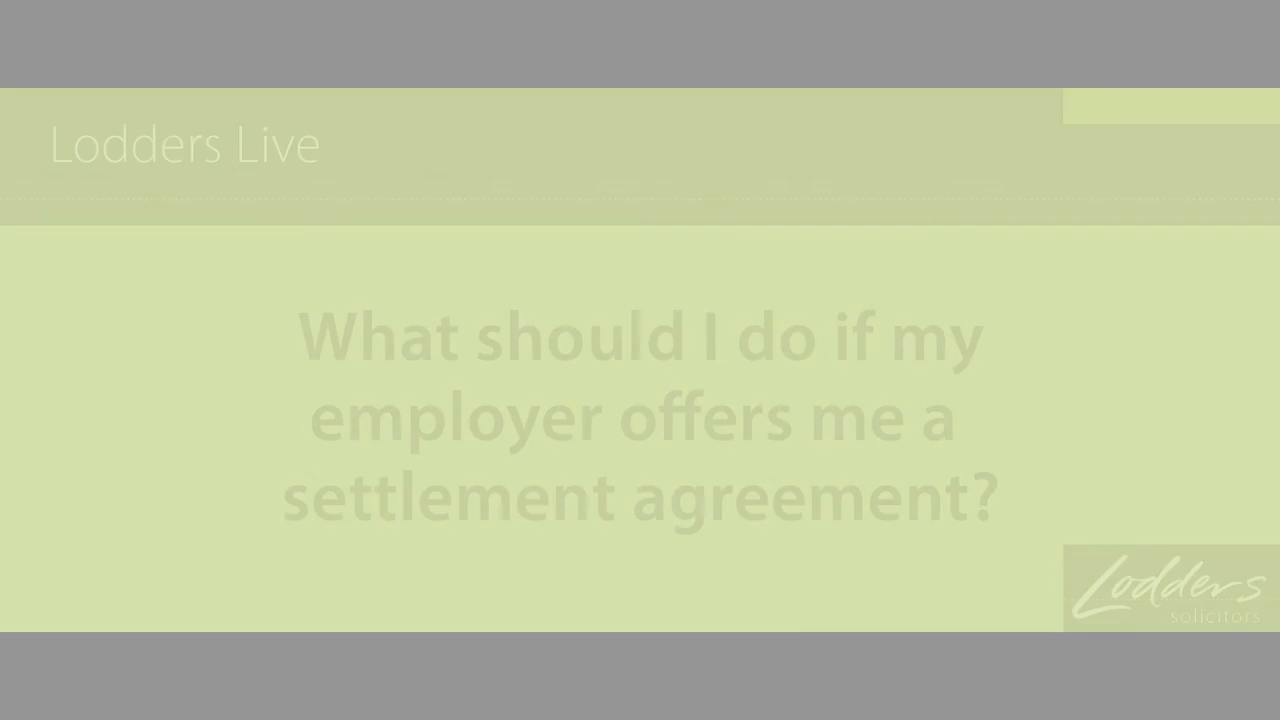 Lodders Live
What should I do if my
employer offers me a
settlement agreement?
Lodders
solicitors